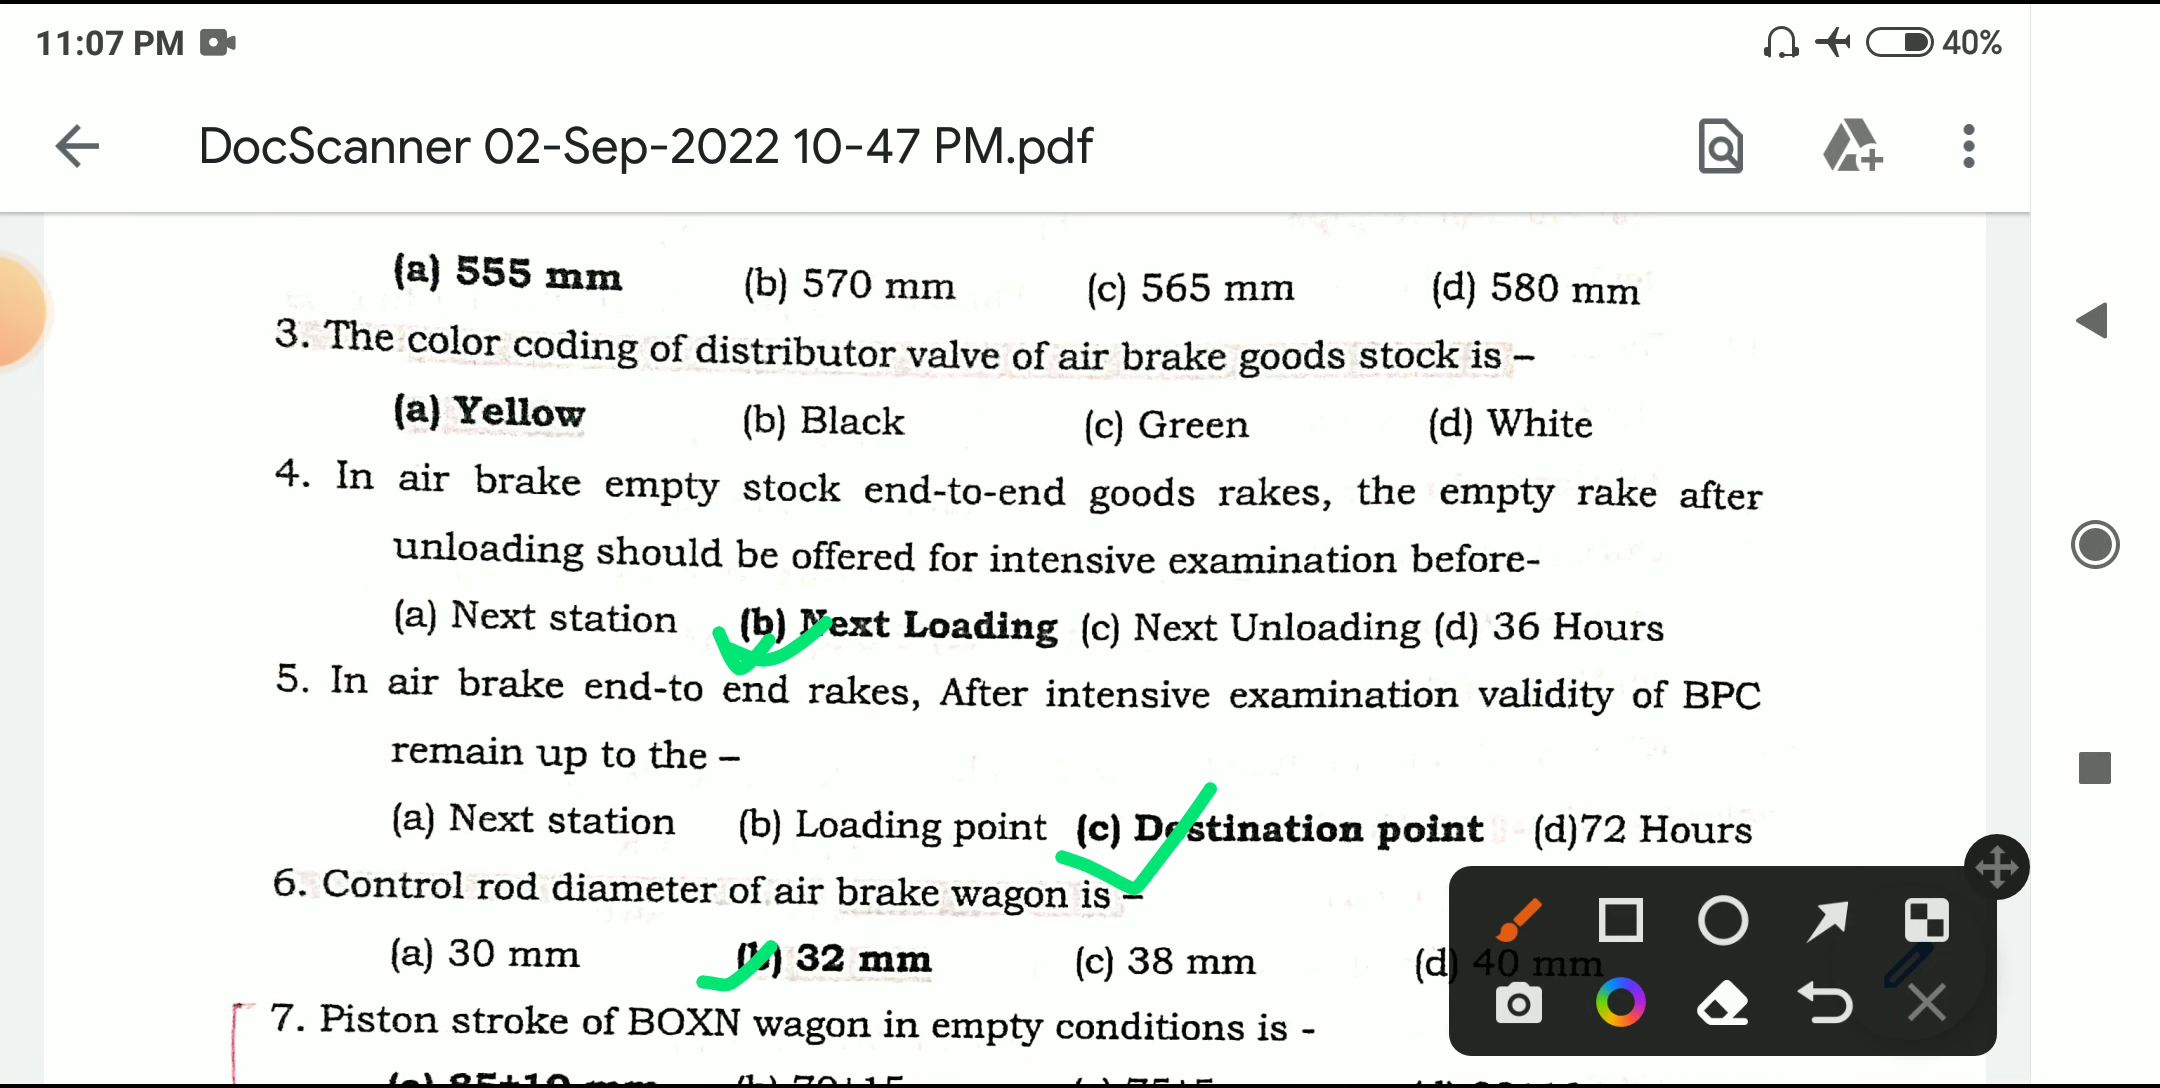 11:07 PM 40%
DocScanner 02-Sep-2022 10-47 PM.pdf
(a) 555 mm (b) 570 mm (c) 565 mm (d) 580 mm
3. The color coding of distributor valve of air brake goods stock is –
(a) Yellow (b) Black (c) Green (d) White
4. In air brake empty stock end-to-end goods rakes, the empty rake after
unloading should be offered for intensive examination before-
(a) Next station (b) Next Loading (c) Next Unloading (d) 36 Hours
5. In air brake end-to end rakes, After intensive examination validity of BPC
remain up to the –
(a) Next station (b) Loading point (c) Destination point (d)72 Hours
6. Control rod diameter of air brake wagon is –
(a) 30 mm (b) 32 mm (c) 38 mm (d) 40 mm
7. Piston stroke of BOXN wagon in empty conditions is -